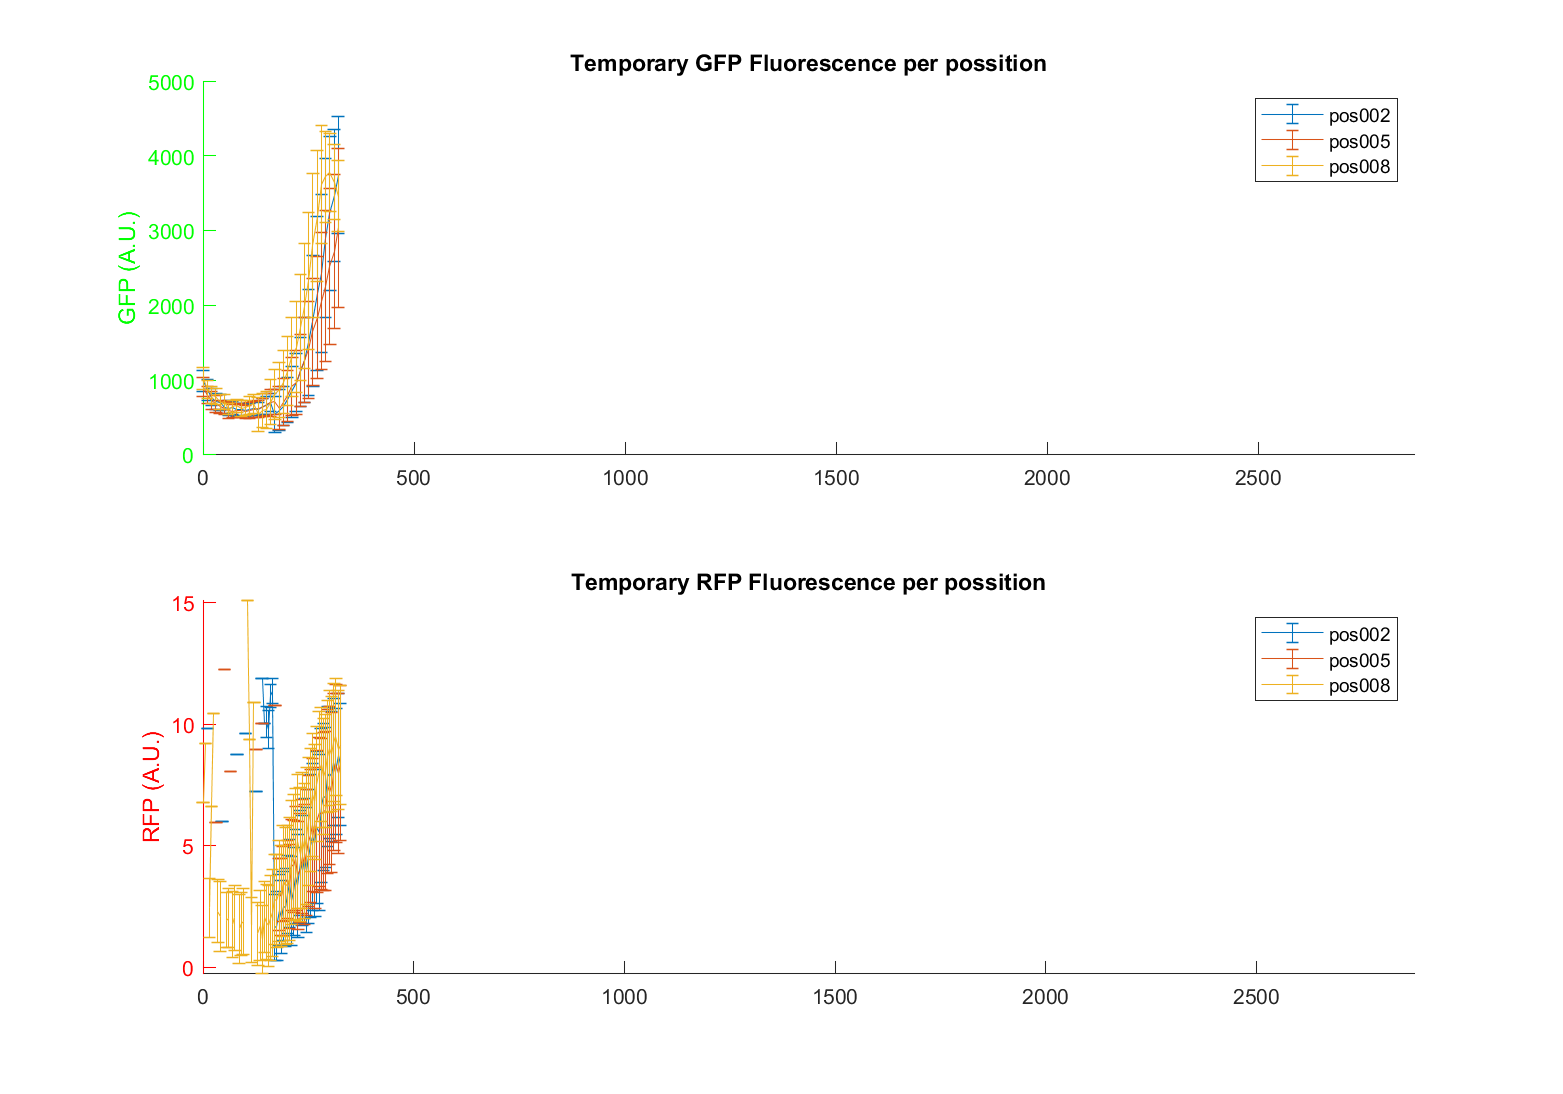 Temporary GFP Fluorescence per possition
5000
4000
3000
2000
1000
0
GFP (A.U.)
pos002
pos005
pos008
0 500 1000 1500 2000 2500
Temporary RFP Fluorescence per possition
15
10
5
0
RFP (A.U.)
pos002
pos005
pos008
0 500 1000 1500 2000 2500